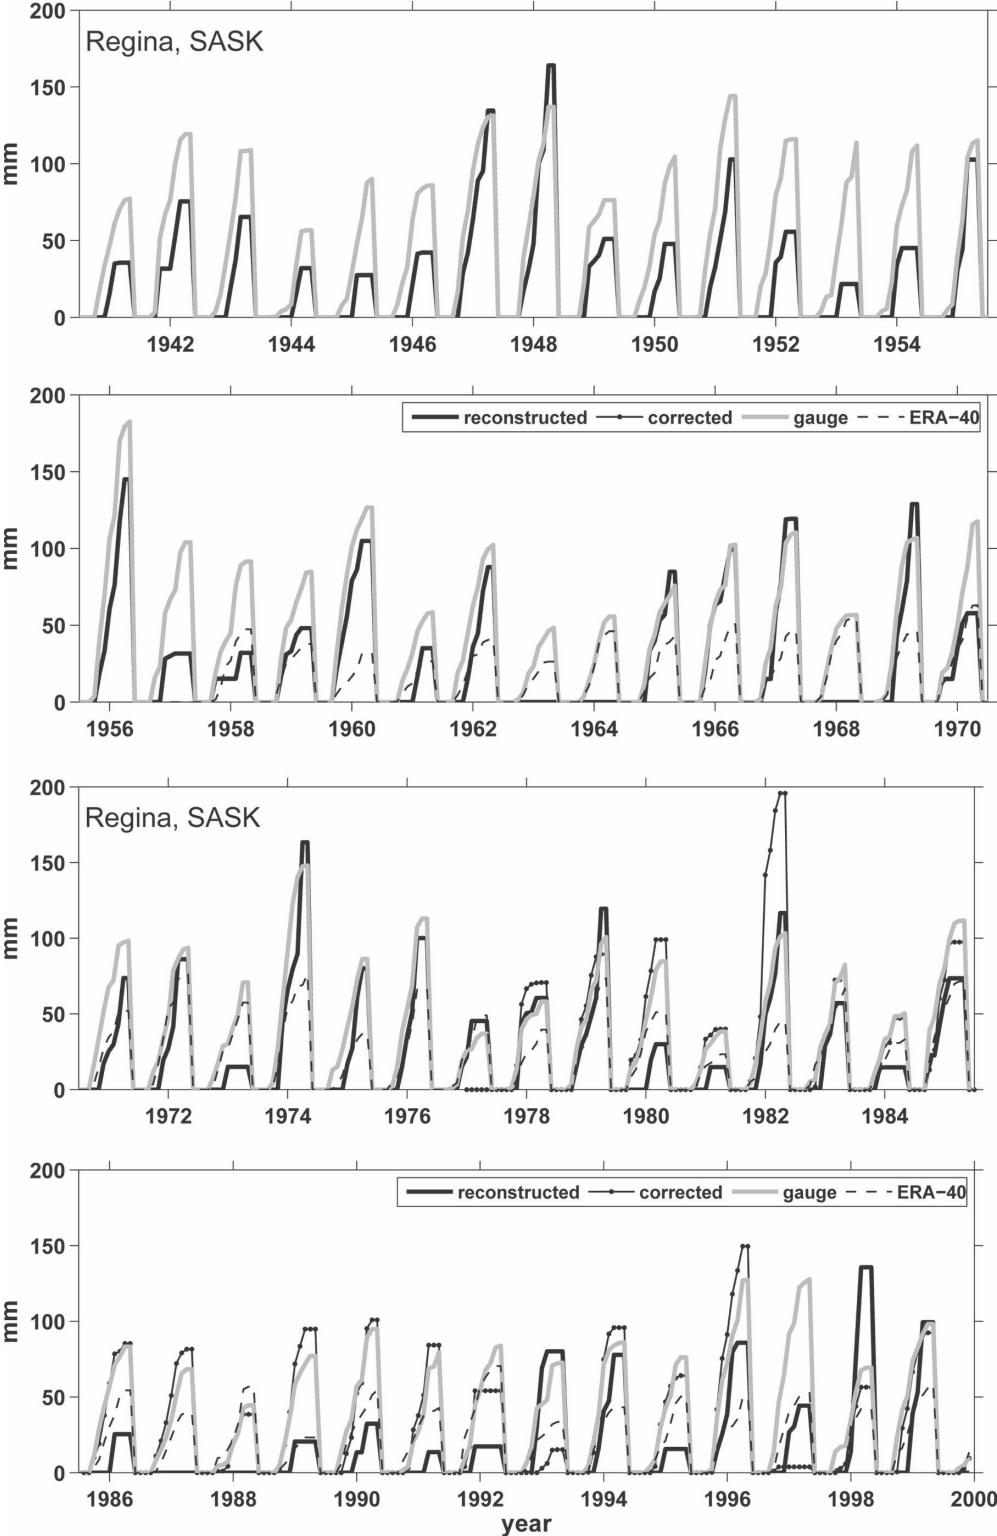 200
Regina, SASK
150
100
50
0
mm
1942 1944 1946 1948 1950 1952 1954
200
reconstructed corrected gauge ERA−40
150
100
50
0
mm
1956 1958 1960 1962 1964 1966 1968 1970
200
Regina, SASK
150
100
50
0
mm
1972 1974 1976 1978 1980 1982 1984
200
reconstructed corrected gauge ERA−40
150
100
50
0
mm
1986 1988 1990 1992 1994 1996 1998 2000
year